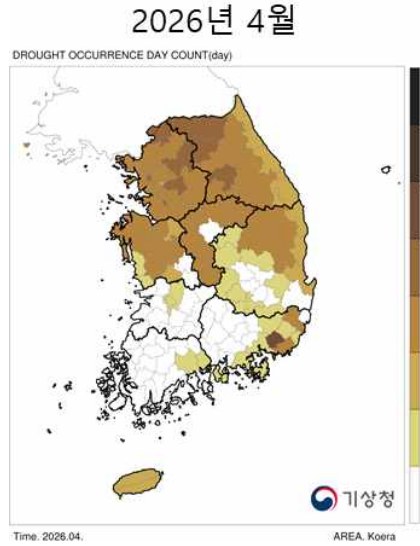 2026년 4월
DROUGHT OCCURRENCE DAY COUNT(day)
기상청
Time. 2026.04.
AREA. Koera